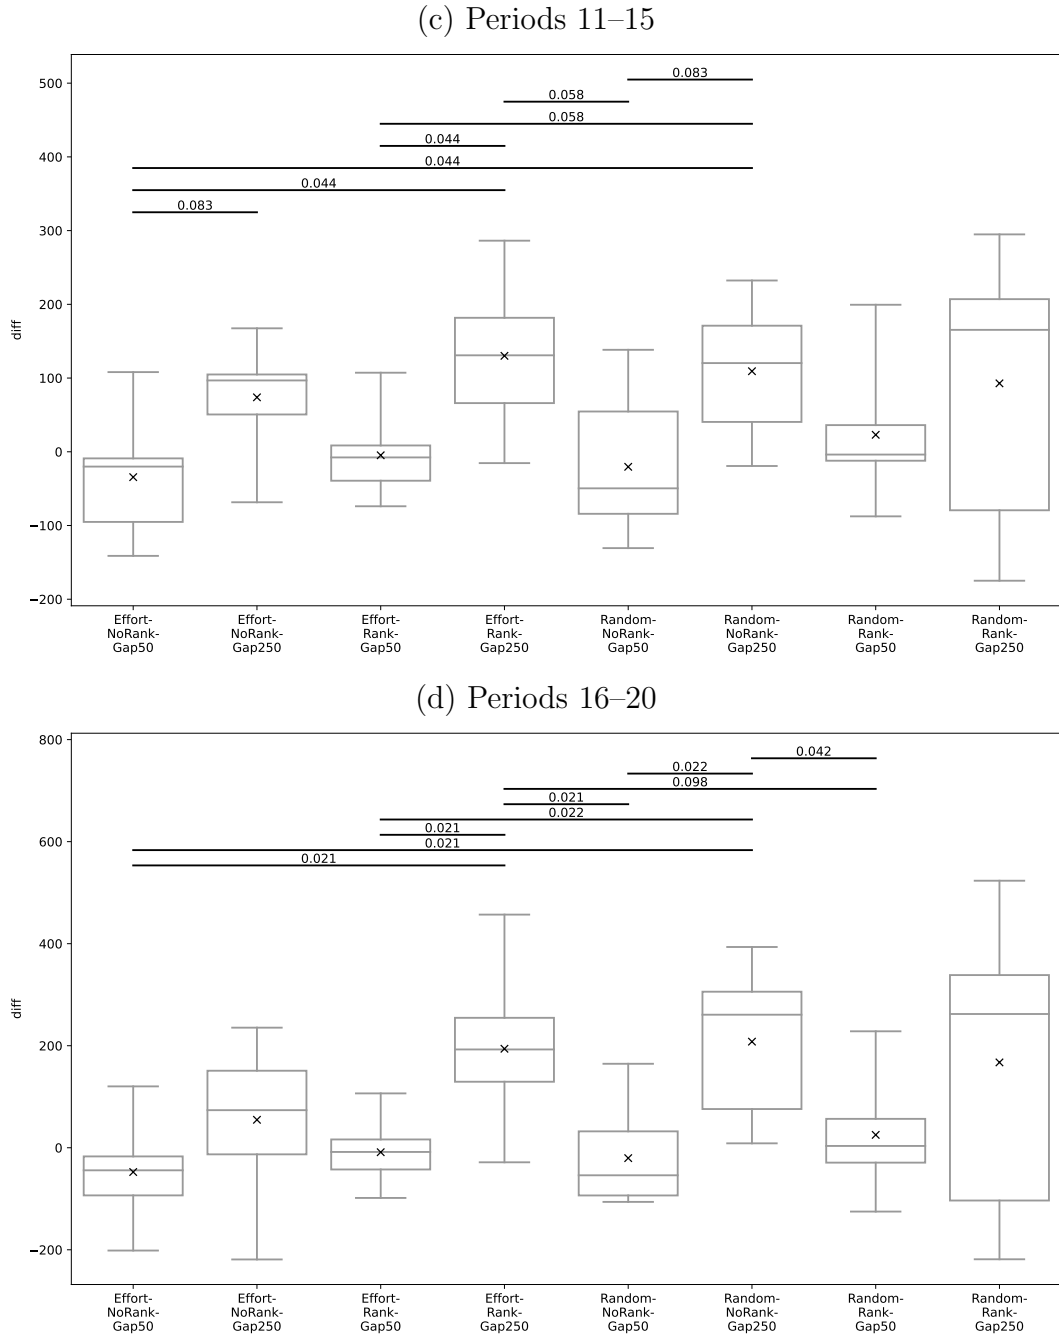 (c) Periods 11–15
500
400
300
200
100
0
−100
−200
diff
0.083
0.058
0.058
0.044
0.044
0.044
0.083
Effort-
NoRank-
Gap50
Effort-
NoRank-
Gap250
Effort-
Rank-
Gap50
Effort-
Rank-
Gap250
Random-
NoRank-
Gap50
Random-
NoRank-
Gap250
Random-
Rank-
Gap50
Random-
Rank-
Gap250
(d) Periods 16–20
800
600
400
200
0
−200
diff
0.042
0.022
0.098
0.021
0.022
0.021
0.021
0.021
Effort-
NoRank-
Gap50
Effort-
NoRank-
Gap250
Effort-
Rank-
Gap50
Effort-
Rank-
Gap250
Random-
NoRank-
Gap50
Random-
NoRank-
Gap250
Random-
Rank-
Gap50
Random-
Rank-
Gap250